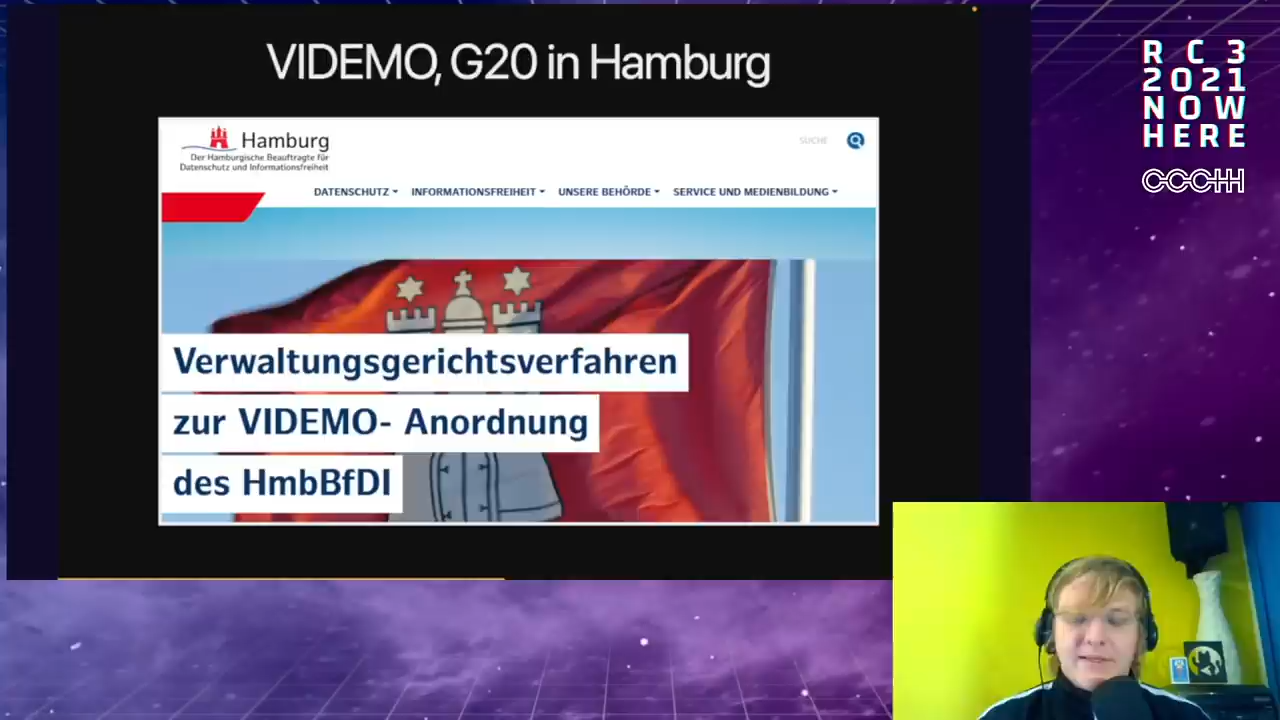 VIDEMO, G20 in Hamburg
Hamburg
Der Hamburgische Beauftragte für
Datenschutz und Informationsfreiheit
SUCHE
DATENSCHUTZ INFORMATIONSFREIHEIT UNSERE BEHÖRDE SERVICE UND MEDIENBILDUNG
Verwaltungsgerichtsverfahren
zur VIDEMO- Anordnung
des HmbBfDI
RC3
2021
NOW
HERE
CCCHH